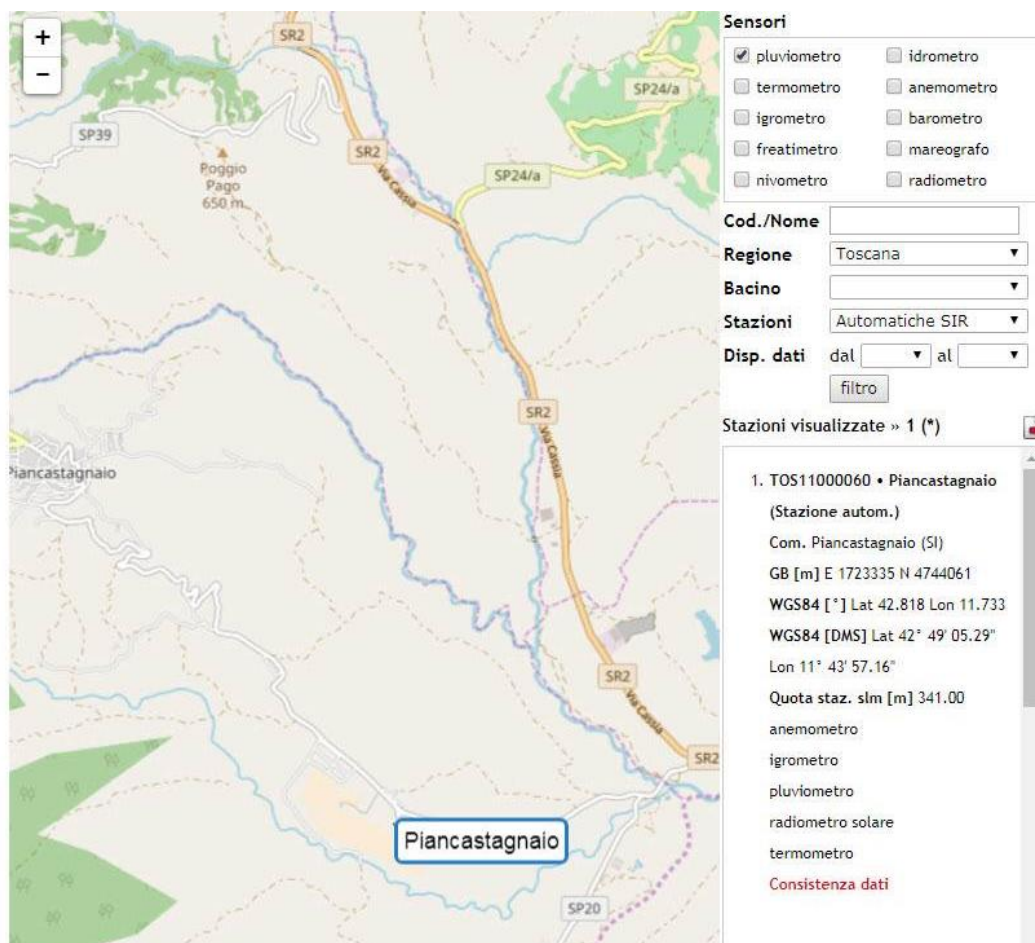 +
−
SR2
SP39
Poggio
Pago
650 m
SR2
Via Cassia
SP24/a
SP24/a
SR2
Via Cassia
Piancastagnaio
SR2
Via Cassia
SR2
Piancastagnaio
SP20
Sensori
pluviometro
idrometro
termometro
anemometro
igrometro
barometro
freatimetro
mareografo
nivometro
radiometro
Cod./Nome
Regione Toscana
Bacino
Stazioni Automatiche SIR
Disp. dati dal al
filtro
Stazioni visualizzate » 1 (*)
1. TOS11000060 • Piancastagnaio
(Stazione autom.)
Com. Piancastagnaio (SI)
GB [m] E 1723335 N 4744061
WGS84 [°] Lat 42.818 Lon 11.733
WGS84 [DMS] Lat 42° 49' 05.29"
Lon 11° 43' 57.16"
Quota staz. slm [m] 341.00
anemometro
igrometro
pluviometro
radiometro solare
termometro
Consistenza dati